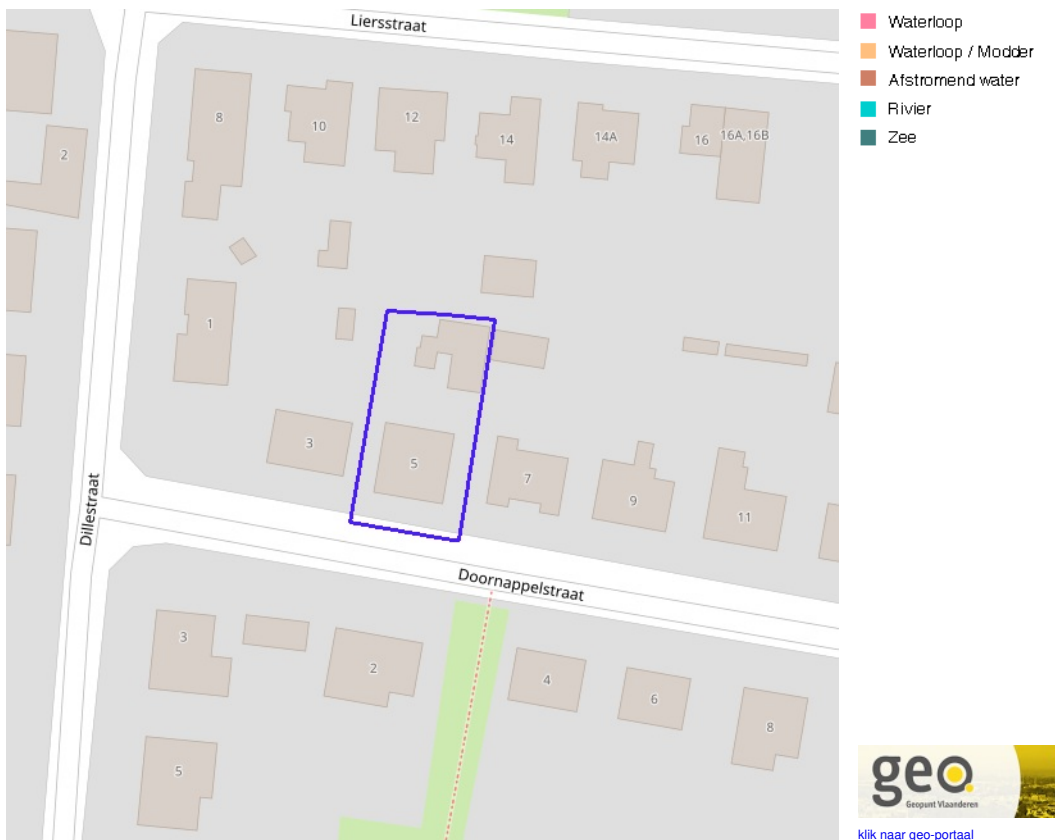 Liersstraat
8
10
12
14
14A
16
16A,16B
2
1
3
5
7
9
11
Dillestraat
Doornappelstraat
3
2
4
6
8
5
Waterloop
Waterloop / Modder
Afstromend water
Rivier
Zee
geo.
Geopunt Vlaanderen
klik naar geo-portaal